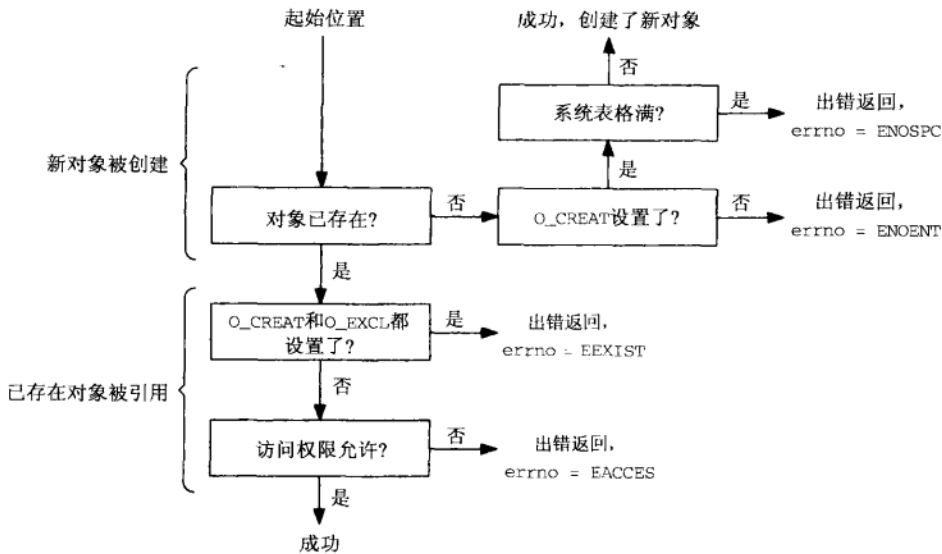 起始位置
成功，创建了新对象
否
系统表格满?
是
出错返回，
errno = ENOSPC
新对象被创建
是
对象已存在?
否
O_CREAT设置了?
否
出错返回，
errno = ENOENT
是
O_CREAT和O_EXCL都
设置了?
是
出错返回，
errno = EEXIST
已存在对象被引用
否
访问权限允许?
否
出错返回，
errno = EACCES
是
成功